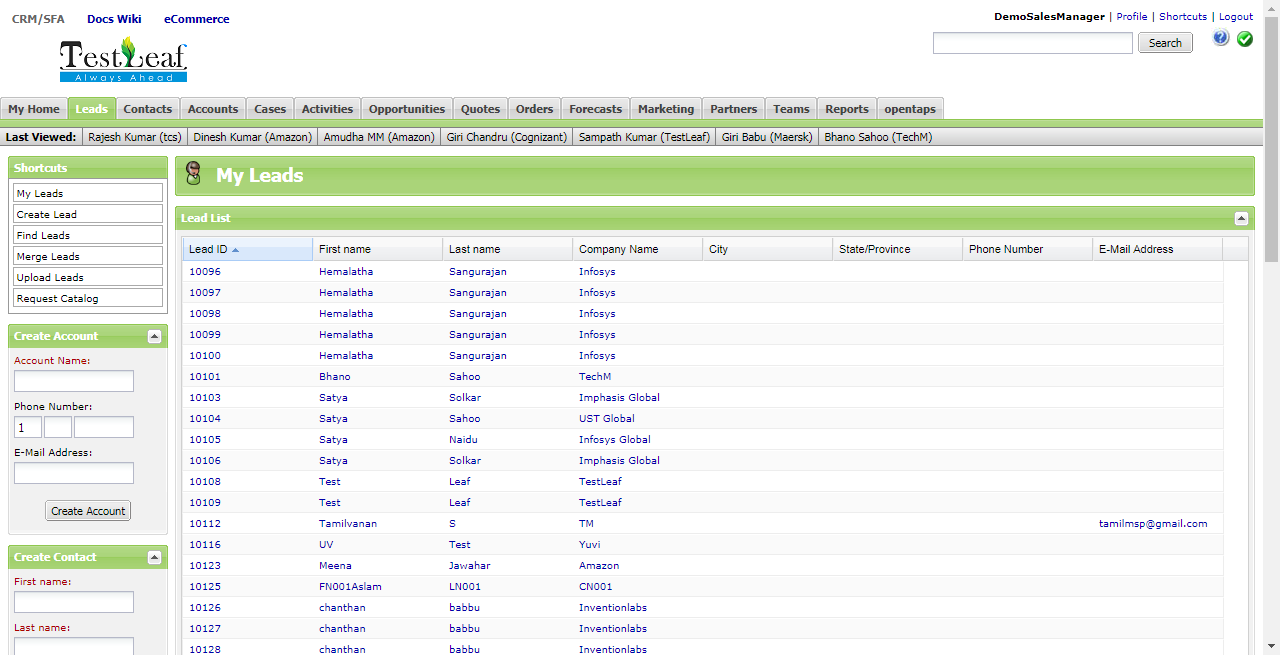 CRM/SFA Docs Wiki eCommerce
DemoSalesManager | Profile | Shortcuts | Logout
TestLeaf
Always Ahead
Search
My Home Leads Contacts Accounts Cases Activities Opportunities Quotes Orders Forecasts Marketing Partners Teams Reports opentaps
Last Viewed: Rajesh Kumar (tcs) Dinesh Kumar (Amazon) Amudha MM (Amazon) Giri Chandru (Cognizant) Sampath Kumar (TestLeaf) Giri Babu (Maersk) Bhano Sahoo (TechM)
Shortcuts
My Leads
Create Lead
Find Leads
Merge Leads
Upload Leads
Request Catalog
Create Account
Account Name:
Phone Number:
1
E-Mail Address:
Create Account
Create Contact
First name:
Last name:
My Leads
Lead List
Lead ID First name Last name Company Name City State/Province Phone Number E-Mail Address
10096 Hemalatha Sangurajan Infosys
10097 Hemalatha Sangurajan Infosys
10098 Hemalatha Sangurajan Infosys
10099 Hemalatha Sangurajan Infosys
10100 Hemalatha Sangurajan Infosys
10101 Bhano Sahoo TechM
10103 Satya Solkar Imphasis Global
10104 Satya Sahoo UST Global
10105 Satya Naidu Infosys Global
10106 Satya Solkar Imphasis Global
10108 Test Leaf TestLeaf
10109 Test Leaf TestLeaf
10112 Tamilvanan S TM tamilmsp@gmail.com
10116 UV Test Yuvi
10123 Meena Jawahar Amazon
10125 FN001Aslam LN001 CN001
10126 chanthan babbu Inventionlabs
10127 chanthan babbu Inventionlabs
10128 chanthan babbu Inventionlabs